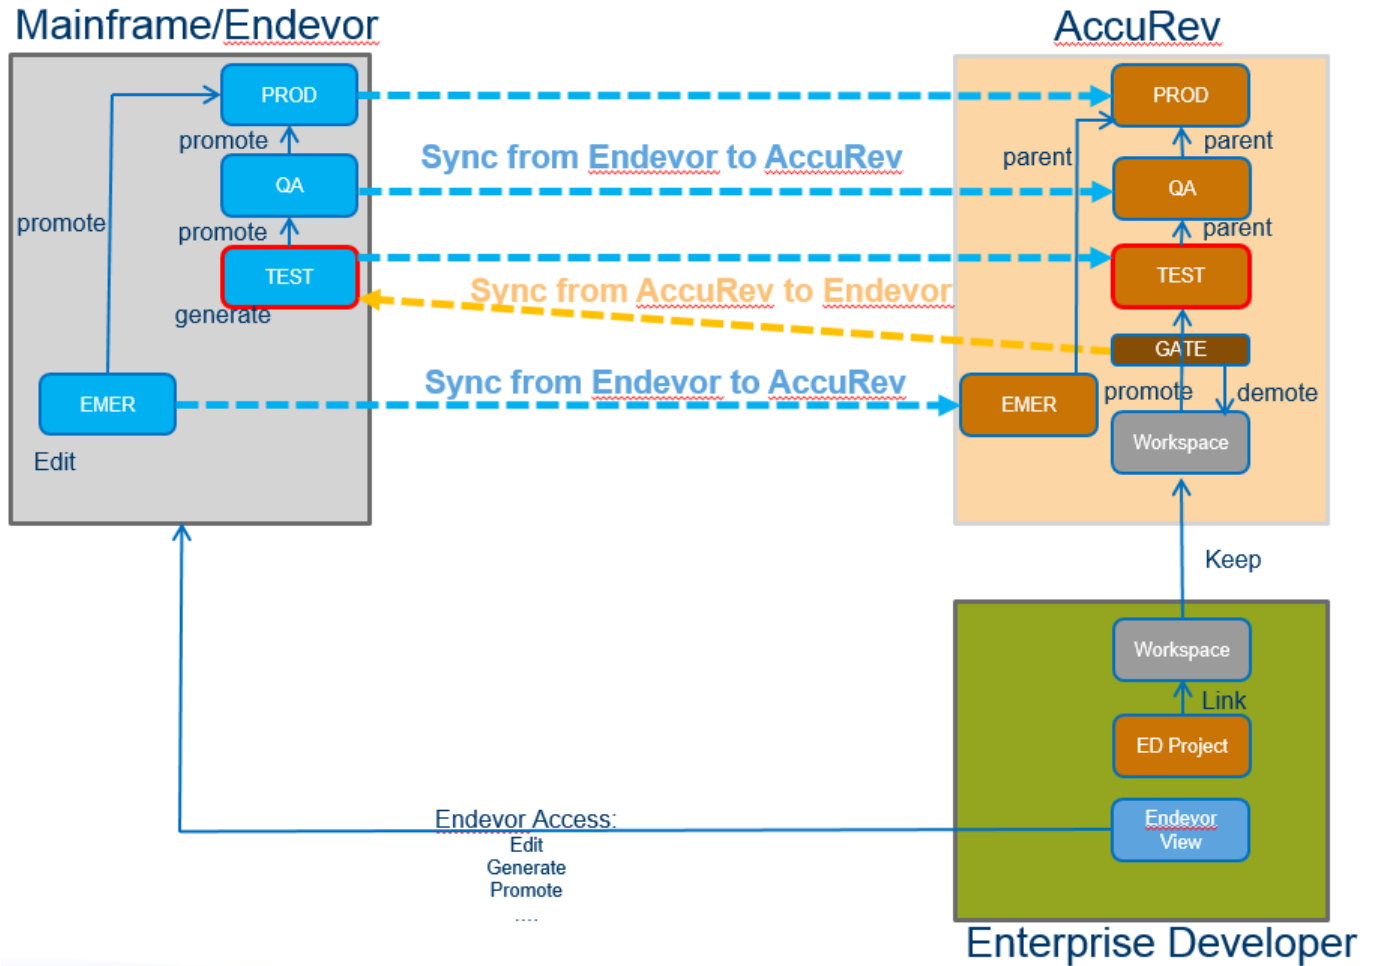 Mainframe/Endevor
AccuRev
PROD
PROD
promote
parent
Sync from Endevor to AccuRev
parent
QA
QA
promote
promote
parent
TEST
TEST
Sync from AccuRev to Endevor
generate
GATE
Sync from Endevor to AccuRev
promote
demote
EMER
EMER
Workspace
Edit
Keep
Workspace
Link
ED Project
Endevor Access:
Edit
Generate
Promote
....
Endevor
View
Enterprise Developer